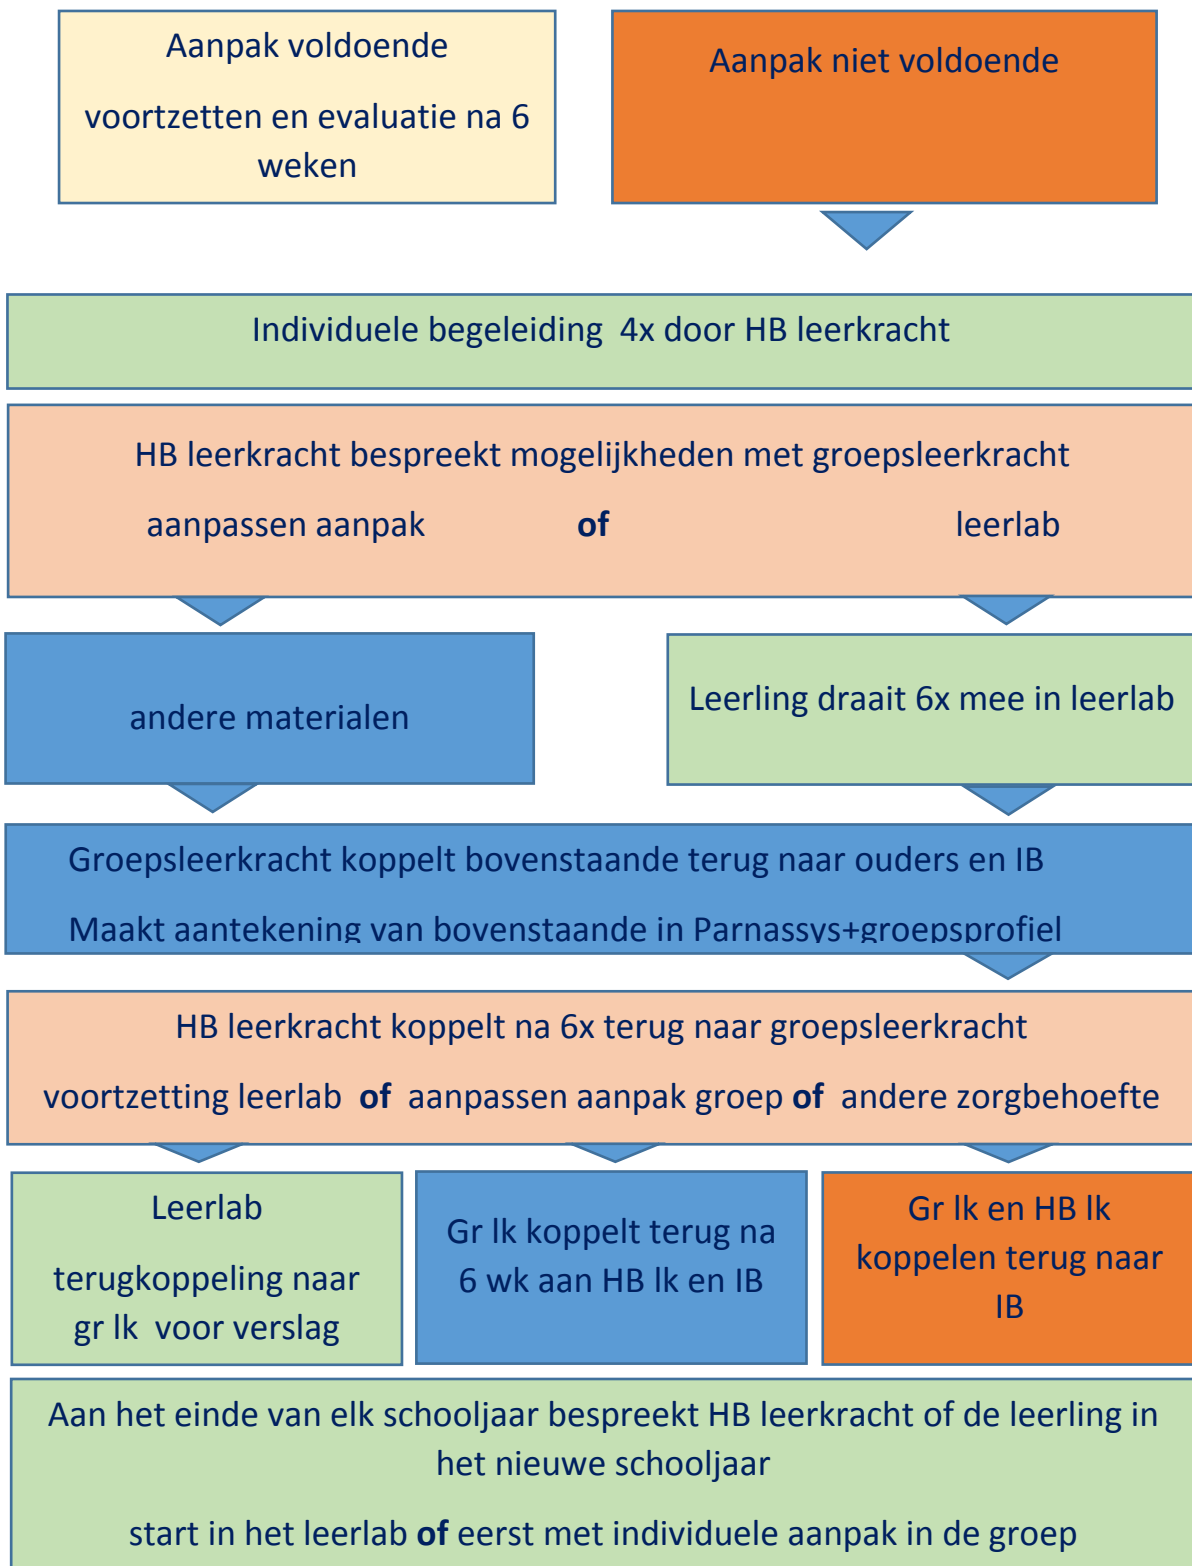 Aanpak voldoende
voortzetten en evaluatie na 6
weken
Aanpak niet voldoende
Individuele begeleiding  4x door HB leerkracht
HB leerkracht bespreekt mogelijkheden met groepsleerkracht
aanpassen aanpak of leerlab
andere materialen
Leerling draait 6x mee in leerlab
Groepsleerkracht koppelt bovenstaande terug naar ouders en IB
Maakt aantekening van bovenstaande in Parnassys+groepsprofiel
HB leerkracht koppelt na 6x terug naar groepsleerkracht
voortzetting leerlab of aanpassen aanpak groep of andere zorgbehoefte
Leerlab
terugkoppeling naar
gr lk  voor verslag
Gr lk koppelt terug na
6 wk aan HB lk en IB
Gr lk en HB lk
koppelen terug naar
IB
Aan het einde van elk schooljaar bespreekt HB leerkracht of de leerling in
het nieuwe schooljaar
start in het leerlab of eerst met individuele aanpak in de groep